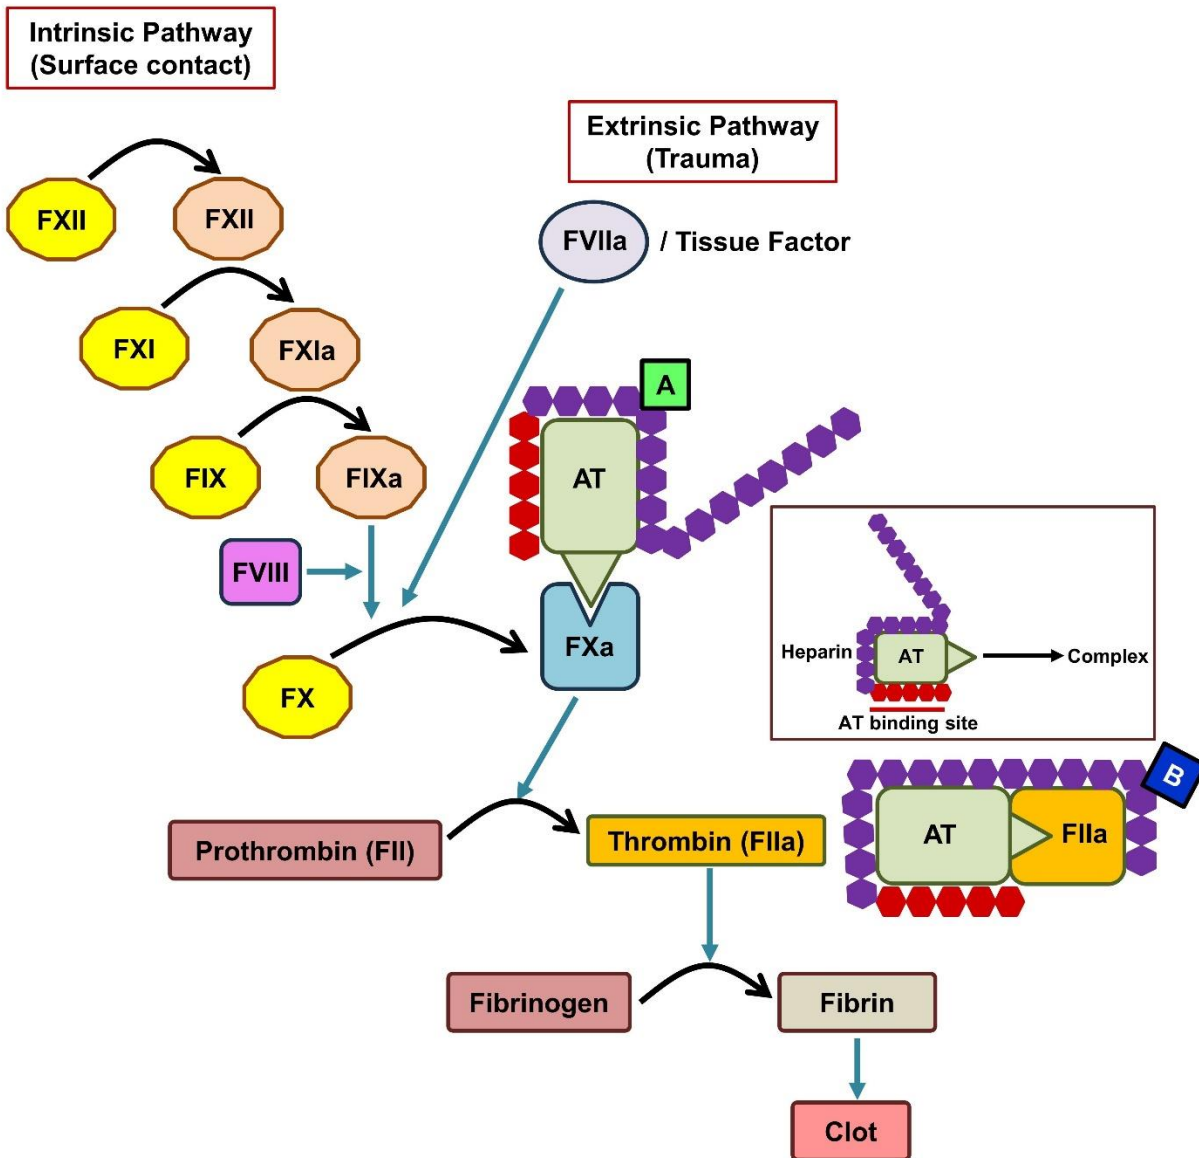 Intrinsic Pathway
(Surface contact)
Extrinsic Pathway
(Trauma)
FXII
FXII
FVIIa
/ Tissue Factor
FXI
FXIa
A
FIX
FIXa
AT
FVIII
FXa
FX
Heparin
AT
Complex
AT binding site
B
Prothrombin (FII)
Thrombin (FIIa)
AT
FIIa
Fibrinogen
Fibrin
Clot